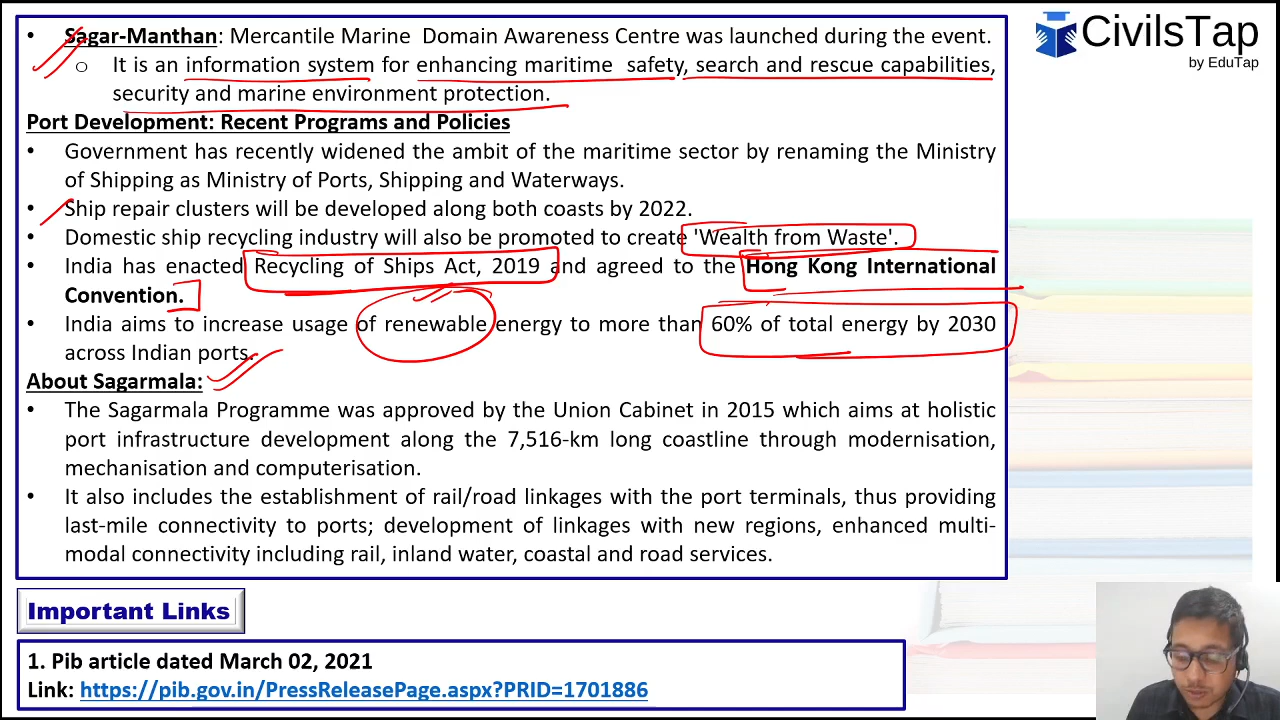 • Sagar-Manthan: Mercantile Marine Domain Awareness Centre was launched during the event.
o It is an information system for enhancing maritime safety, search and rescue capabilities,
security and marine environment protection.
Port Development: Recent Programs and Policies
• Government has recently widened the ambit of the maritime sector by renaming the Ministry
of Shipping as Ministry of Ports, Shipping and Waterways.
• Ship repair clusters will be developed along both coasts by 2022.
• Domestic ship recycling industry will also be promoted to create 'Wealth from Waste'.
• India has enacted Recycling of Ships Act, 2019 and agreed to the Hong Kong International
Convention.
• India aims to increase usage of renewable energy to more than 60% of total energy by 2030
across Indian ports.
About Sagarmala:
• The Sagarmala Programme was approved by the Union Cabinet in 2015 which aims at holistic
port infrastructure development along the 7,516-km long coastline through modernisation,
mechanisation and computerisation.
• It also includes the establishment of rail/road linkages with the port terminals, thus providing
last-mile connectivity to ports; development of linkages with new regions, enhanced multi-
modal connectivity including rail, inland water, coastal and road services.
Important Links
1. Pib article dated March 02, 2021
Link: https://pib.gov.in/PressReleasePage.aspx?PRID=1701886
CivilsTap
by EduTap